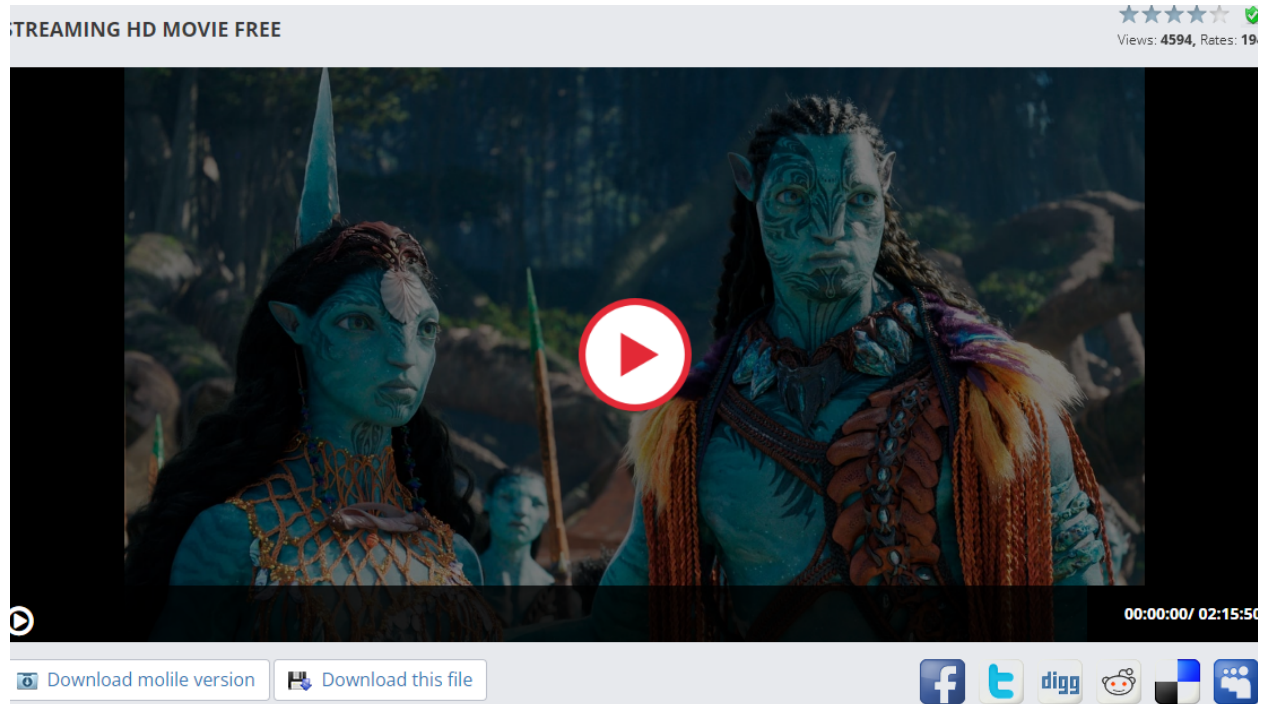 STREAMING HD MOVIE FREE
Views: 4594, Rates: 19
00:00:00/ 02:15:50
Download molile version
Download this file
digg